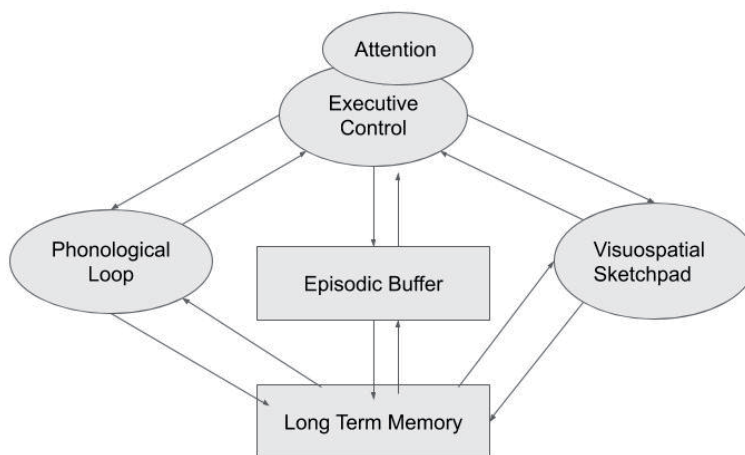 Attention
Executive
Control
Phonological
Loop
Episodic Buffer
Visuospatial
Sketchpad
Long Term Memory